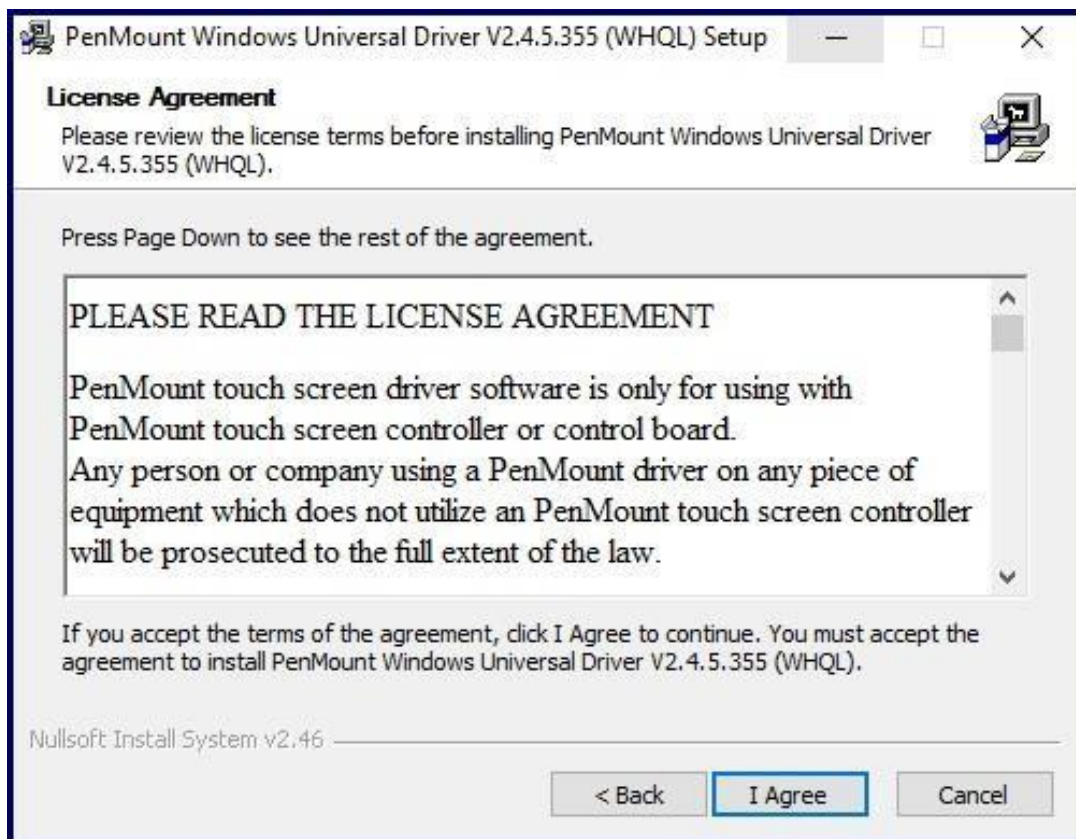 PenMount Windows Universal Driver V2.4.5.355 (WHQL) Setup
License Agreement
Please review the license terms before installing PenMount Windows Universal Driver
V2.4.5.355 (WHQL).
Press Page Down to see the rest of the agreement.
PLEASE READ THE LICENSE AGREEMENT
PenMount touch screen driver software is only for using with
PenMount touch screen controller or control board.
Any person or company using a PenMount driver on any piece of
equipment which does not utilize an PenMount touch screen controller
will be prosecuted to the full extent of the law.
If you accept the terms of the agreement, click I Agree to continue. You must accept the
agreement to install PenMount Windows Universal Driver V2.4.5.355 (WHQL).
Nullsoft Install System v2.46
< Back
I Agree
Cancel